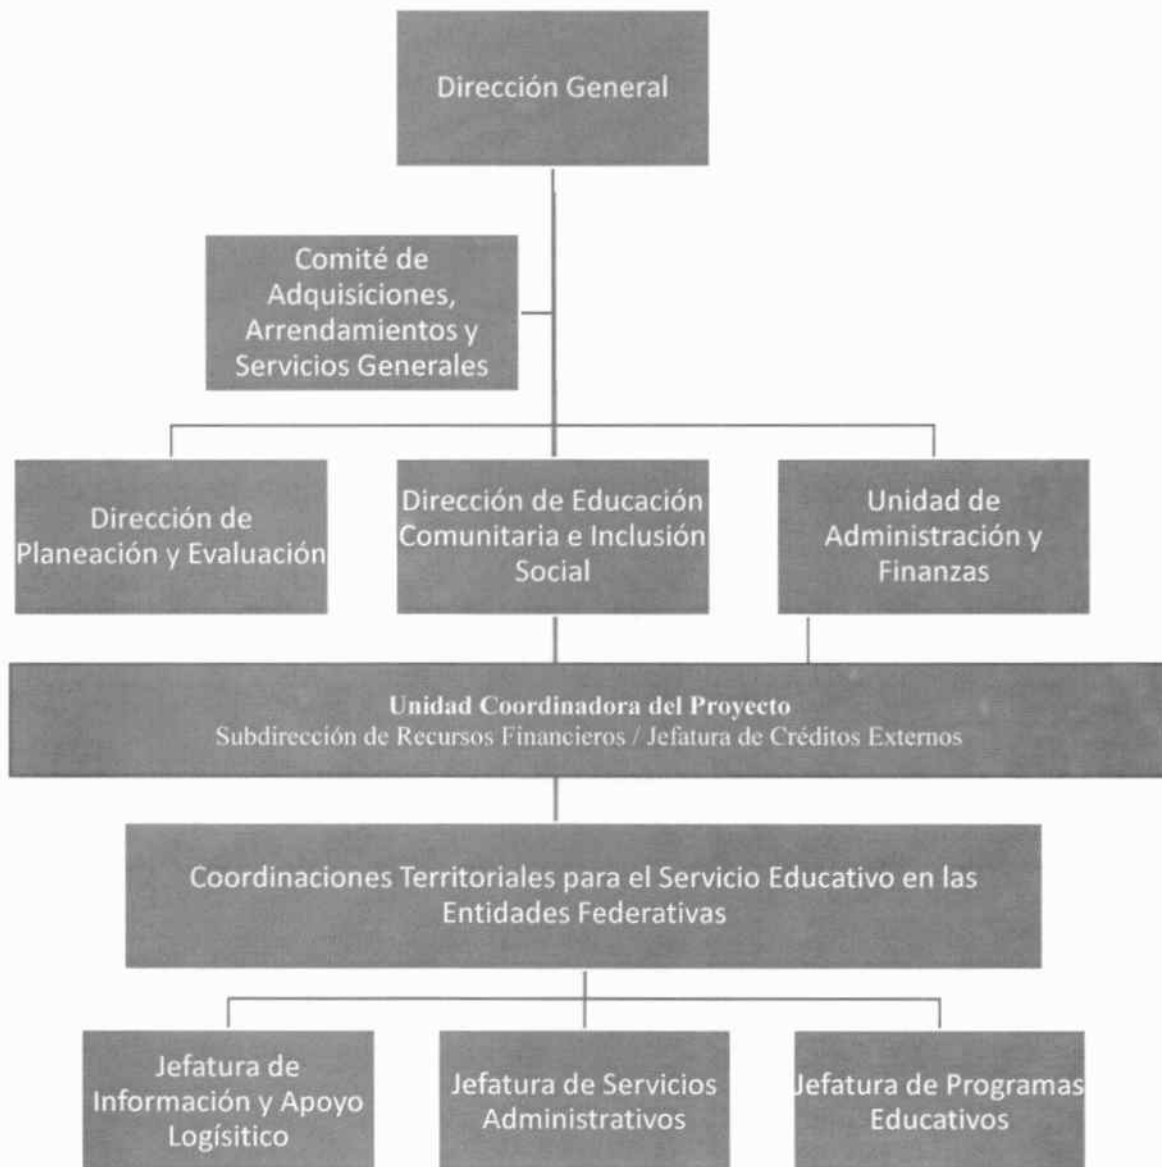 Dirección General
Comité de
Adquisiciones,
Arrendamientos y
Servicios Generales
Dirección de
Planeación y Evaluación
Dirección de Educación
Comunitaria e Inclusión
Social
Unidad de
Administración y
Finanzas
Unidad Coordinadora del Proyecto
Subdirección de Recursos Financieros / Jefatura de Créditos Externos
Coordinaciones Territoriales para el Servicio Educativo en las
Entidades Federativas
Jefatura de
Información y Apoyo
Logísitico
Jefatura de Servicios
Administrativos
Jefatura de Programas
Educativos